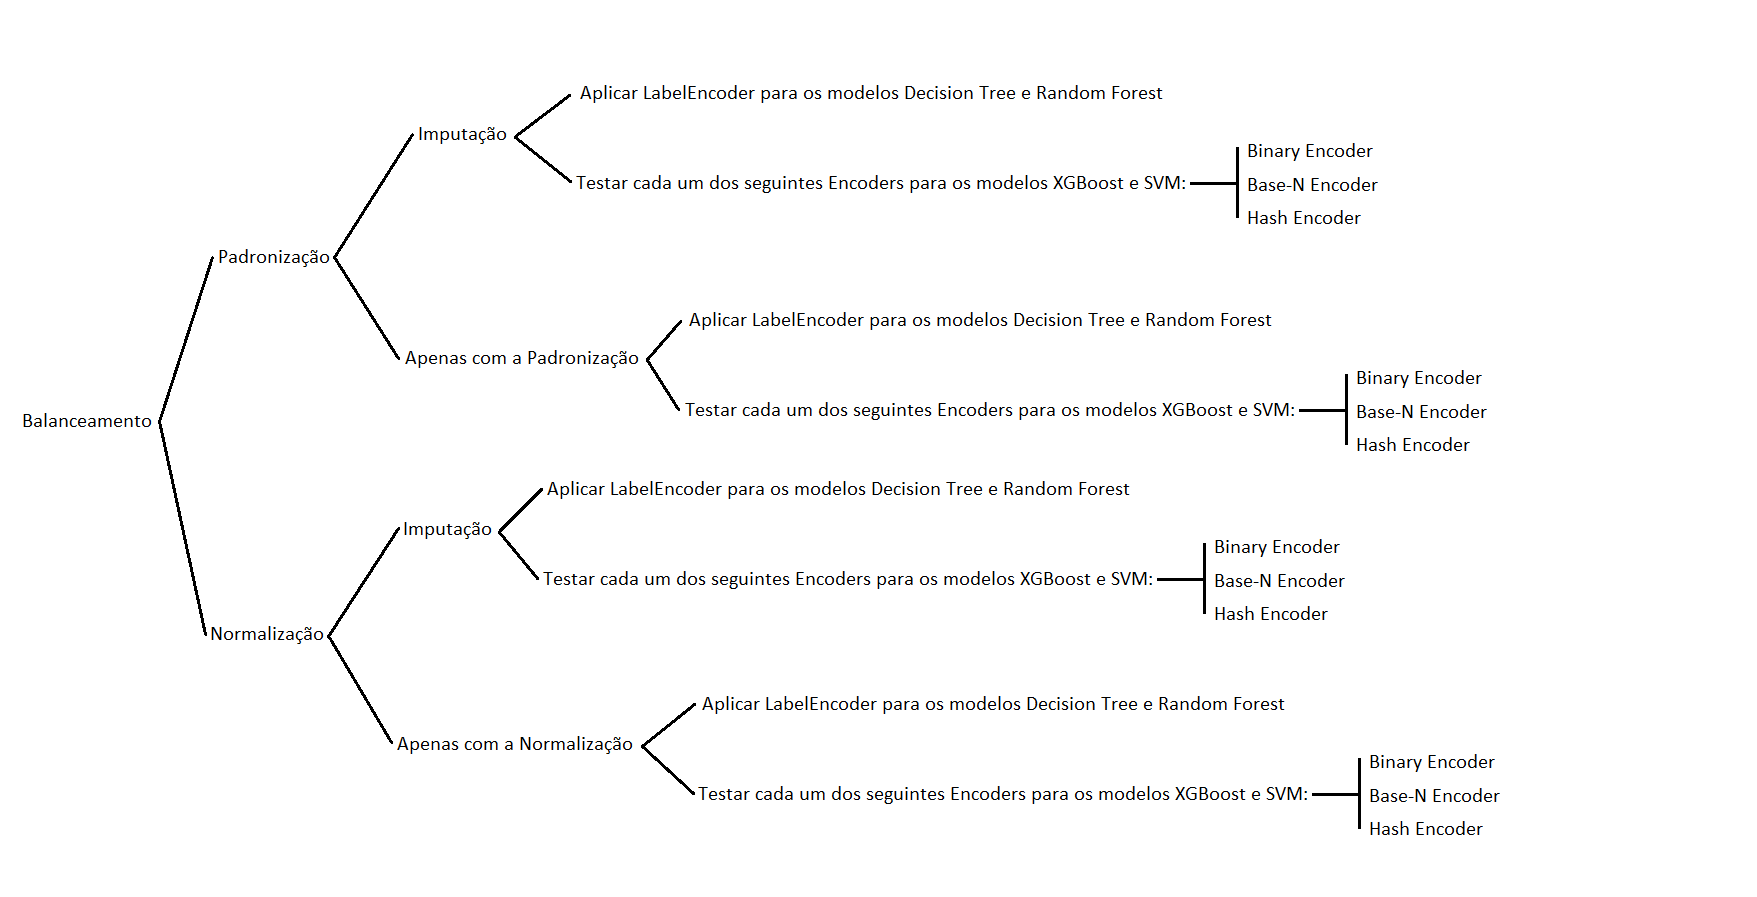 Aplicar LabelEncoder para os modelos Decision Tree e Random Forest
Imputação
Binary Encoder
Testar cada um dos seguintes Encoders para os modelos XGBoost e SVM:
Base-N Encoder
Hash Encoder
Padronização
Aplicar LabelEncoder para os modelos Decision Tree e Random Forest
Apenas com a Padronização
Binary Encoder
Testar cada um dos seguintes Encoders para os modelos XGBoost e SVM:
Base-N Encoder
Hash Encoder
Balanceamento
Aplicar LabelEncoder para os modelos Decision Tree e Random Forest
Imputação
Binary Encoder
Testar cada um dos seguintes Encoders para os modelos XGBoost e SVM:
Base-N Encoder
Hash Encoder
Normalização
Aplicar LabelEncoder para os modelos Decision Tree e Random Forest
Apenas com a Normalização
Binary Encoder
Testar cada um dos seguintes Encoders para os modelos XGBoost e SVM:
Base-N Encoder
Hash Encoder